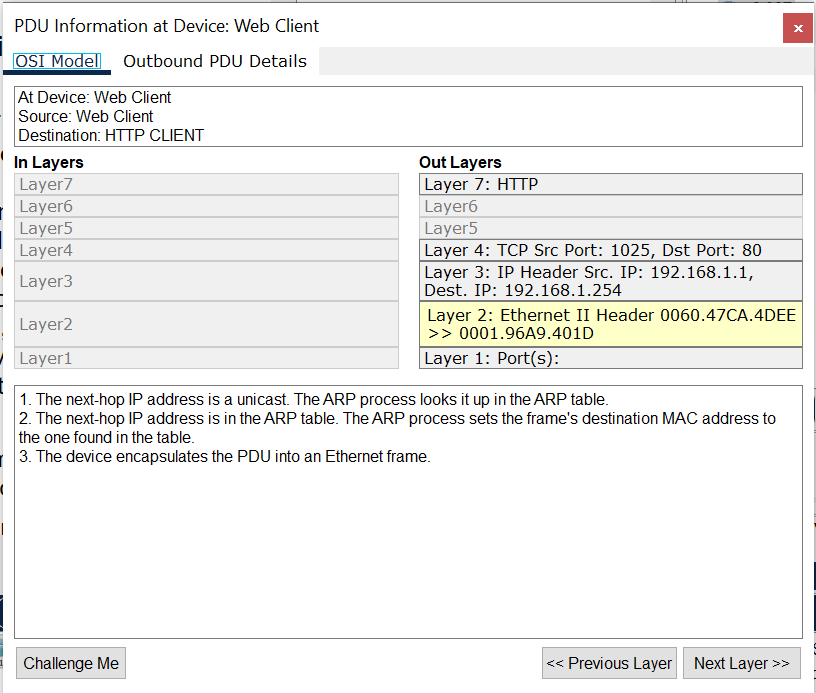 PDU Information at Device: Web Client
x
OSI Model
Outbound PDU Details
At Device: Web Client
Source: Web Client
Destination: HTTP CLIENT
In Layers
Layer7
Layer6
Layer5
Layer4
Layer3
Layer2
Layer1
Out Layers
Layer 7: HTTP
Layer6
Layer5
Layer 4: TCP Src Port: 1025, Dst Port: 80
Layer 3: IP Header Src. IP: 192.168.1.1,
Dest. IP: 192.168.1.254
Layer 2: Ethernet II Header 0060.47CA.4DEE
>> 0001.96A9.401D
Layer 1: Port(s):
1. The next-hop IP address is a unicast. The ARP process looks it up in the ARP table.
2. The next-hop IP address is in the ARP table. The ARP process sets the frame's destination MAC address to
the one found in the table.
3. The device encapsulates the PDU into an Ethernet frame.
Challenge Me
<< Previous Layer
Next Layer >>